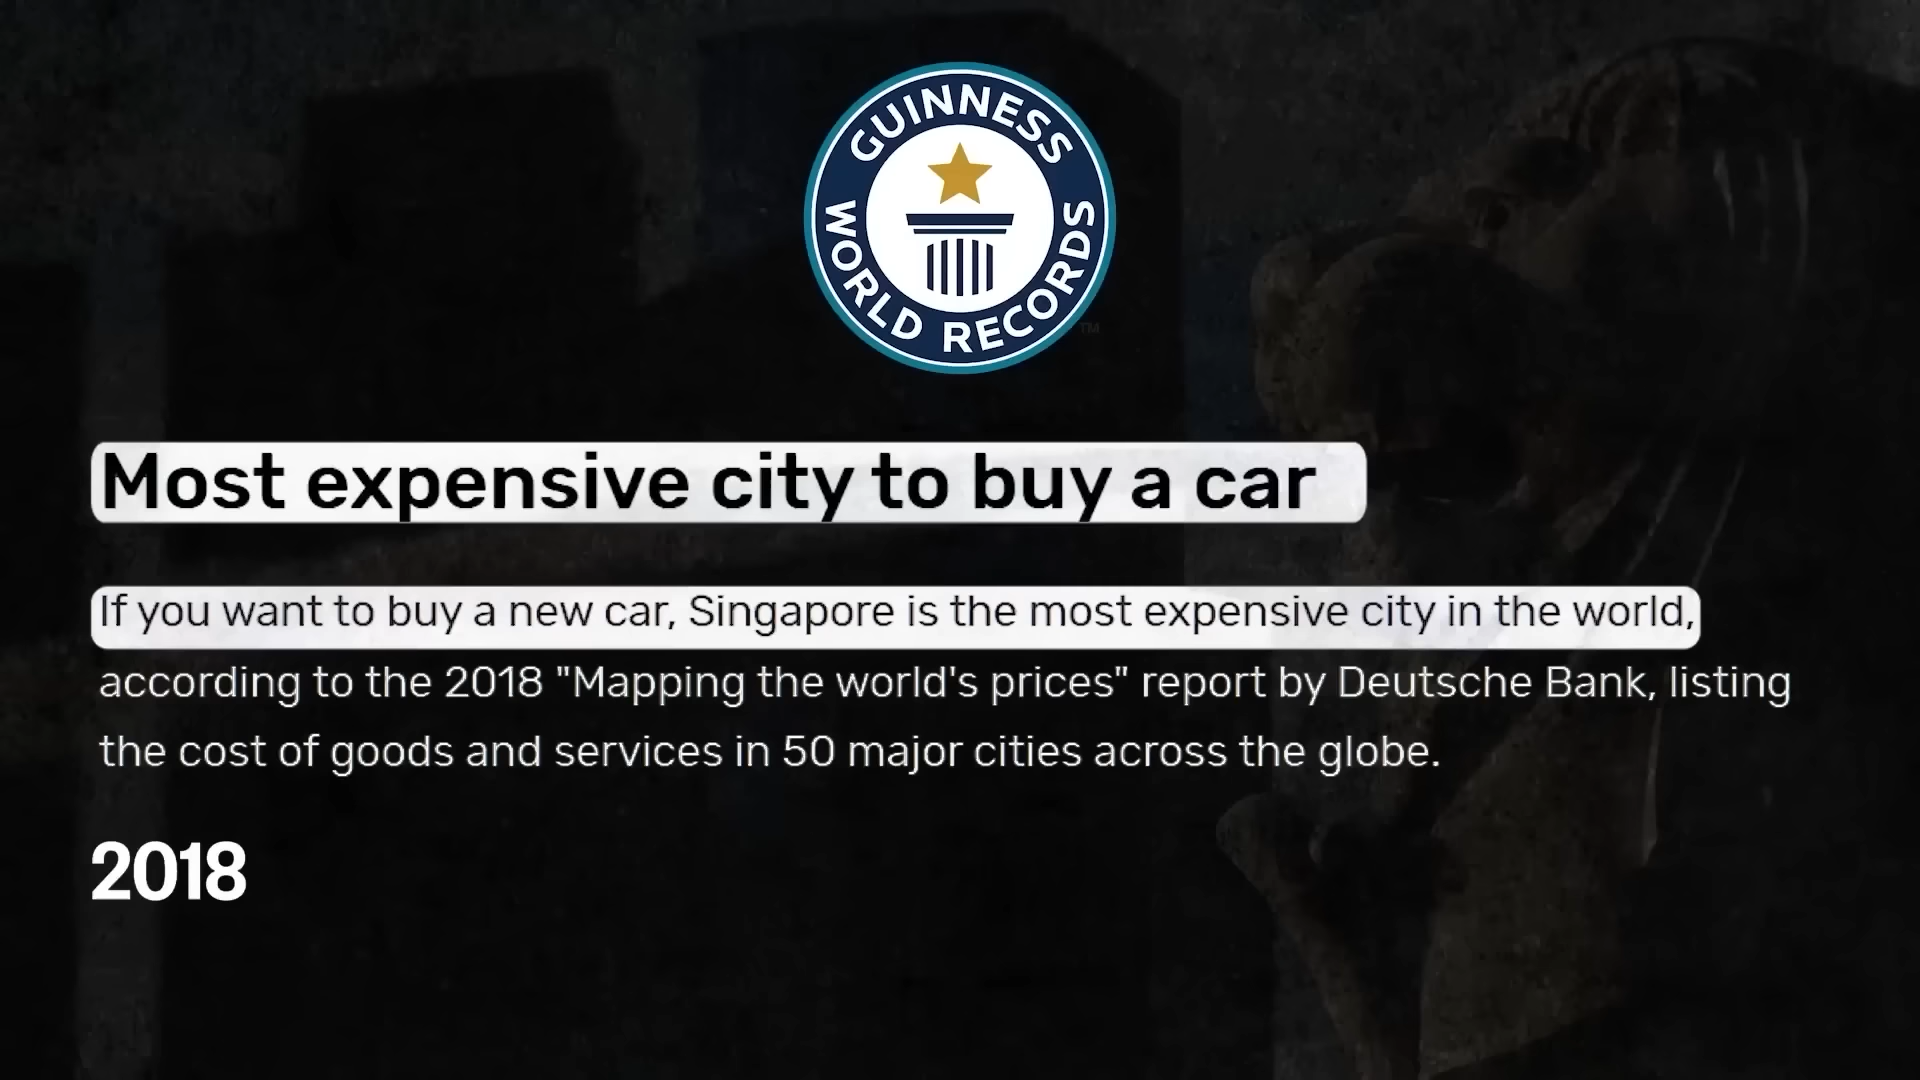 GUINNESS
WORLD RECORDS
TM
Most expensive city to buy a car
If you want to buy a new car, Singapore is the most expensive city in the world,
according to the 2018 "Mapping the world's prices" report by Deutsche Bank, listing
the cost of goods and services in 50 major cities across the globe.
2018